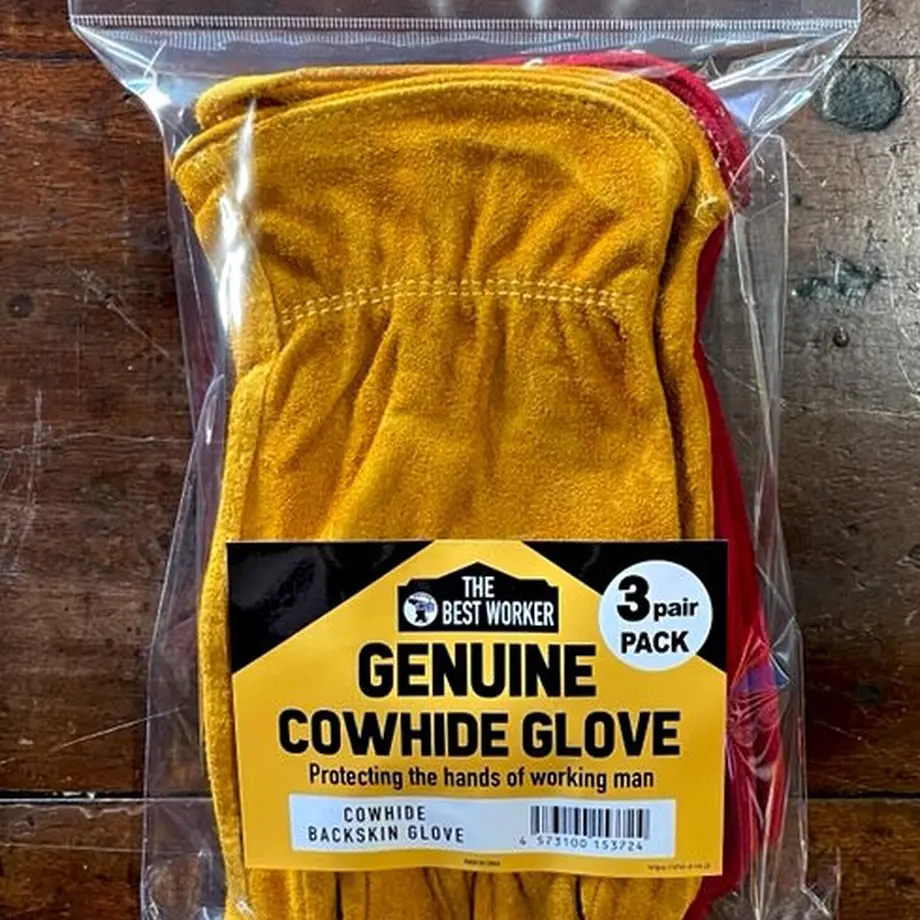 THE
BEST WORKER
3 pair
PACK
GENUINE
COWHIDE GLOVE
Protecting the hands of working man
COWHIDE
BACKSKIN GLOVE
4 573100 153724